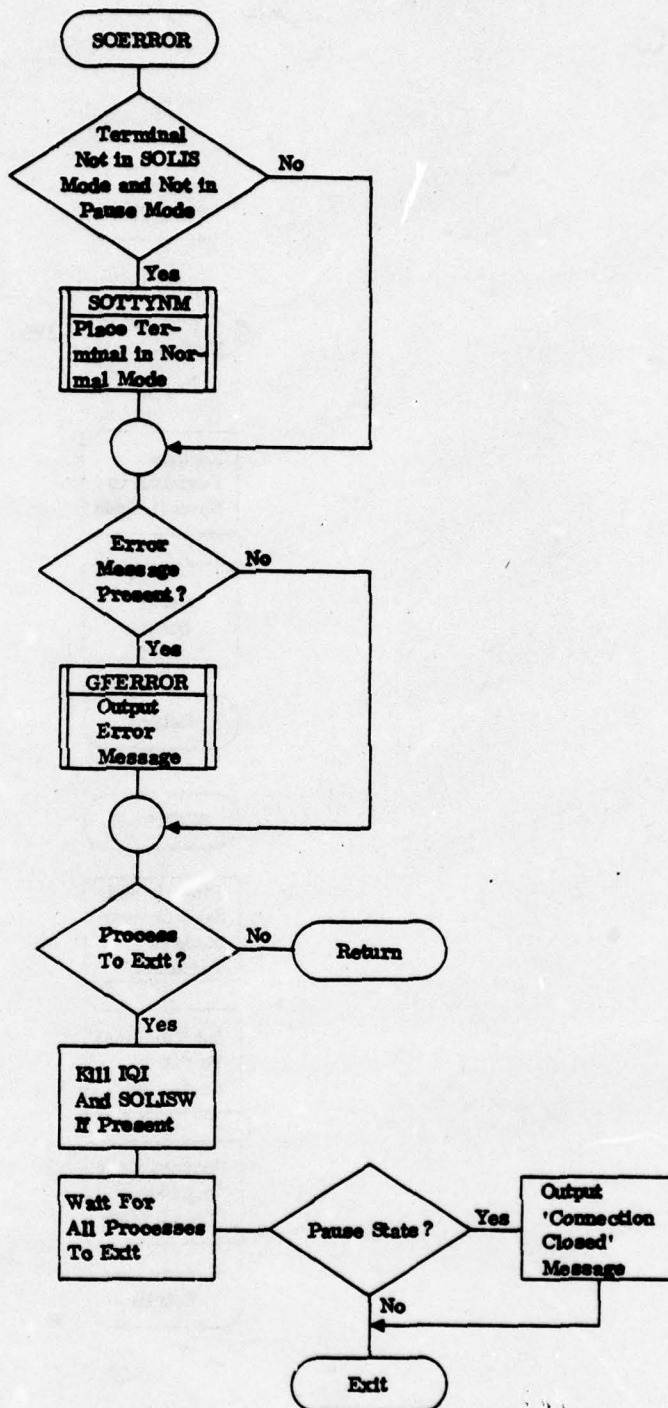 SOERROR
Terminal
Not in SOLIS
Mode and Not in
Pause Mode
No
Yes
SOTTYNM
Place Ter-
minal in Nor-
mal Mode
Error
Message
Present?
No
Yes
GFERROR
Output
Error
Message
Process
To Exit?
No
Return
Yes
Kill IQI
And SOLISW
If Present
Wait For
All Processes
To Exit
Pause State?
Yes
Output
'Connection
Closed'
Message
No
Exit